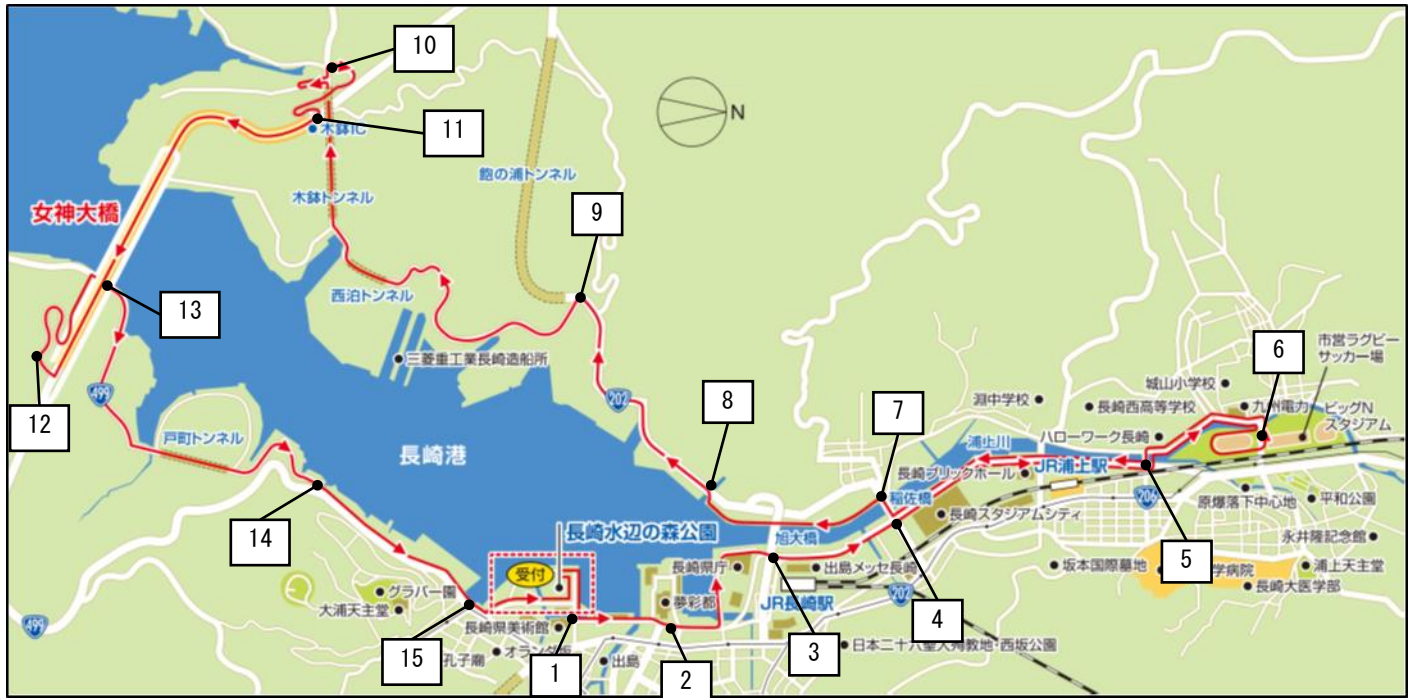 10
11
N
木鉢IC
飽の浦トンネル
木鉢トンネル
女神大橋
9
13
西泊トンネル
三菱重工業長崎造船所
6
市営ラグビー
サッカー場
城山小学校
淵中学校
長崎西高等学校
九州電力
ビッグN
スタジアム
8
7
202
499
12
戸町トンネル
長崎港
ハローワーク長崎
浦上川
長崎ブリックホール
JR浦上駅
稲佐橋
206
原爆落下中心地
平和公園
長崎スタジアムシティ
永井隆記念館
14
長崎水辺の森公園
旭大橋
受付
長崎県庁
出島メッセ長崎
坂本国際墓地
学病院
浦上天主堂
長崎大医学部
5
グラバー園
大浦天主堂
夢彩都
JR長崎駅
202
4
499
長崎県美術館
15
孔子廟
オランダ
1
出島
2
3
日本二十六聖人殉教地・西坂公園